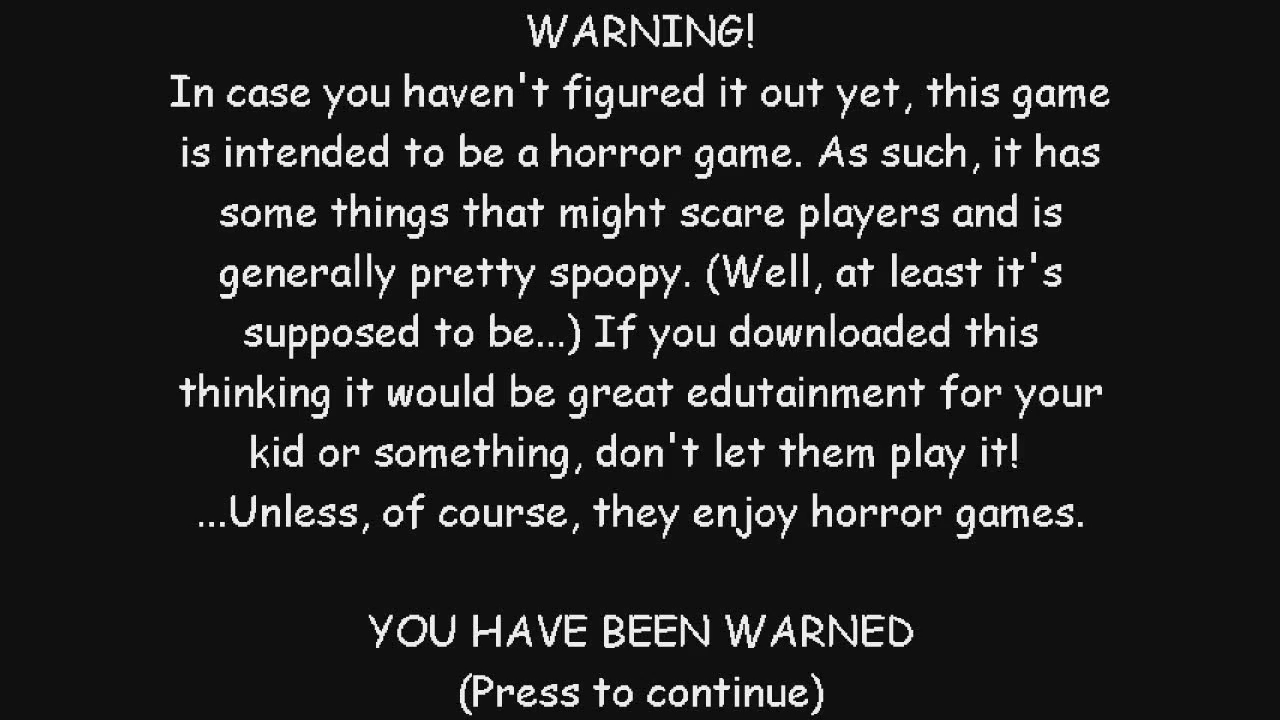 WARNING!
In case you haven't figured it out yet, this game
is intended to be a horror game. As such, it has
some things that might scare players and is
generally pretty spoopy. (Well, at least it's
supposed to be...) If you downloaded this
thinking it would be great edutainment for your
kid or something, don't let them play it!
...Unless, of course, they enjoy horror games.
YOU HAVE BEEN WARNED
(Press to continue)